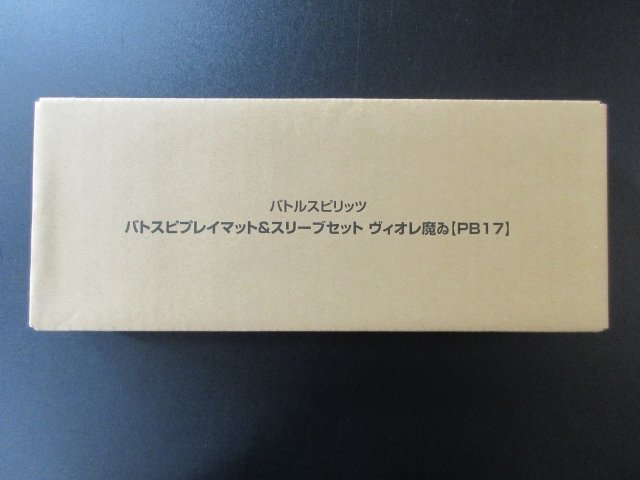 バトルスピリッツ
バトスピプレイマット&スリーブセット ヴィオレ魔ゐ【PB17】